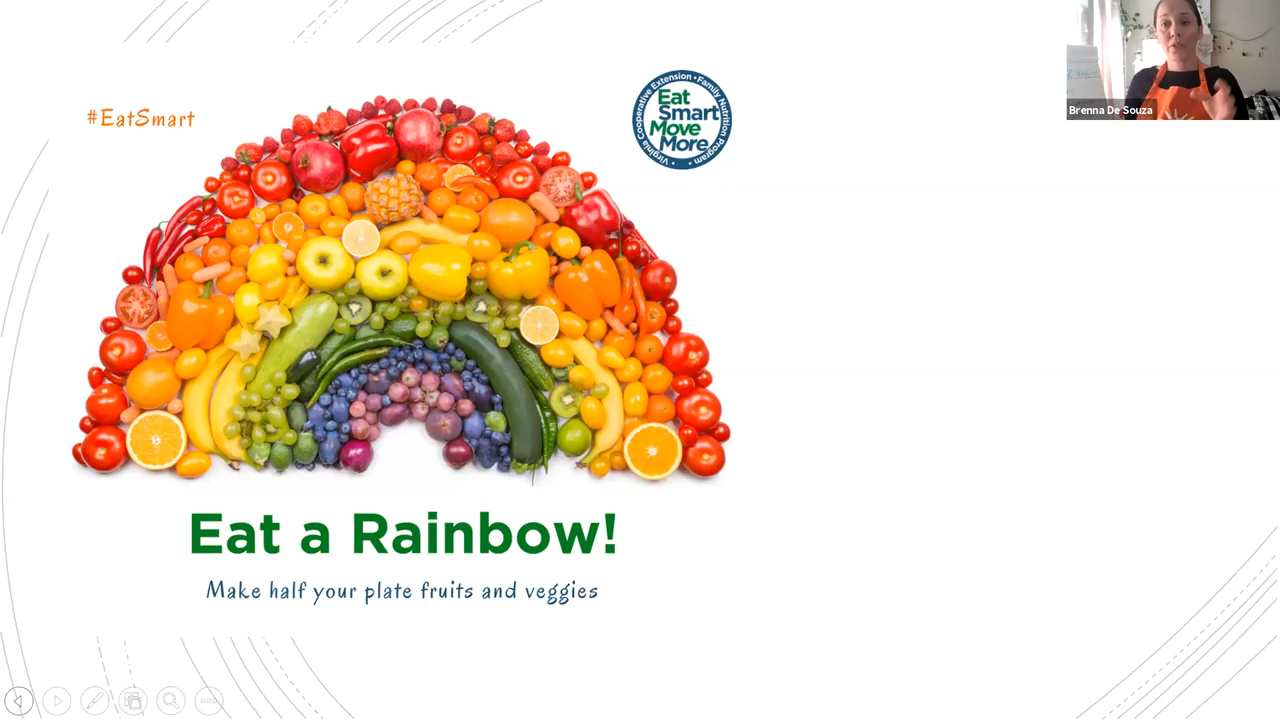 #EatSmart
Virginia Cooperative Extension • Family Nutrition Program •
Eat
Smart
Move
More
Brenna De Souza
Eat a Rainbow!
Make half your plate fruits and veggies